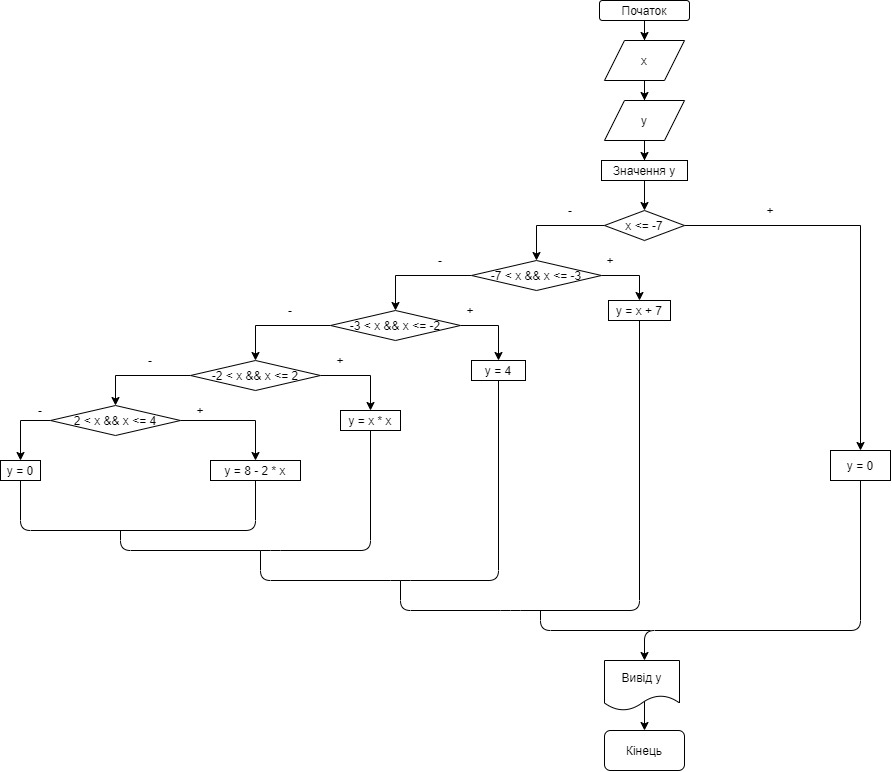 Початок
x
y
Значення y
- +
x <= -7
- +
-7 < x && x <= -3
y = x + 7
- +
-3 < x && x <= -2
y = 4
- +
-2 < x && x <= 2
y = x * x
- +
2 < x && x <= 4
y = 0
y = 8 - 2 * x
y = 0
Вивід y
Кінець